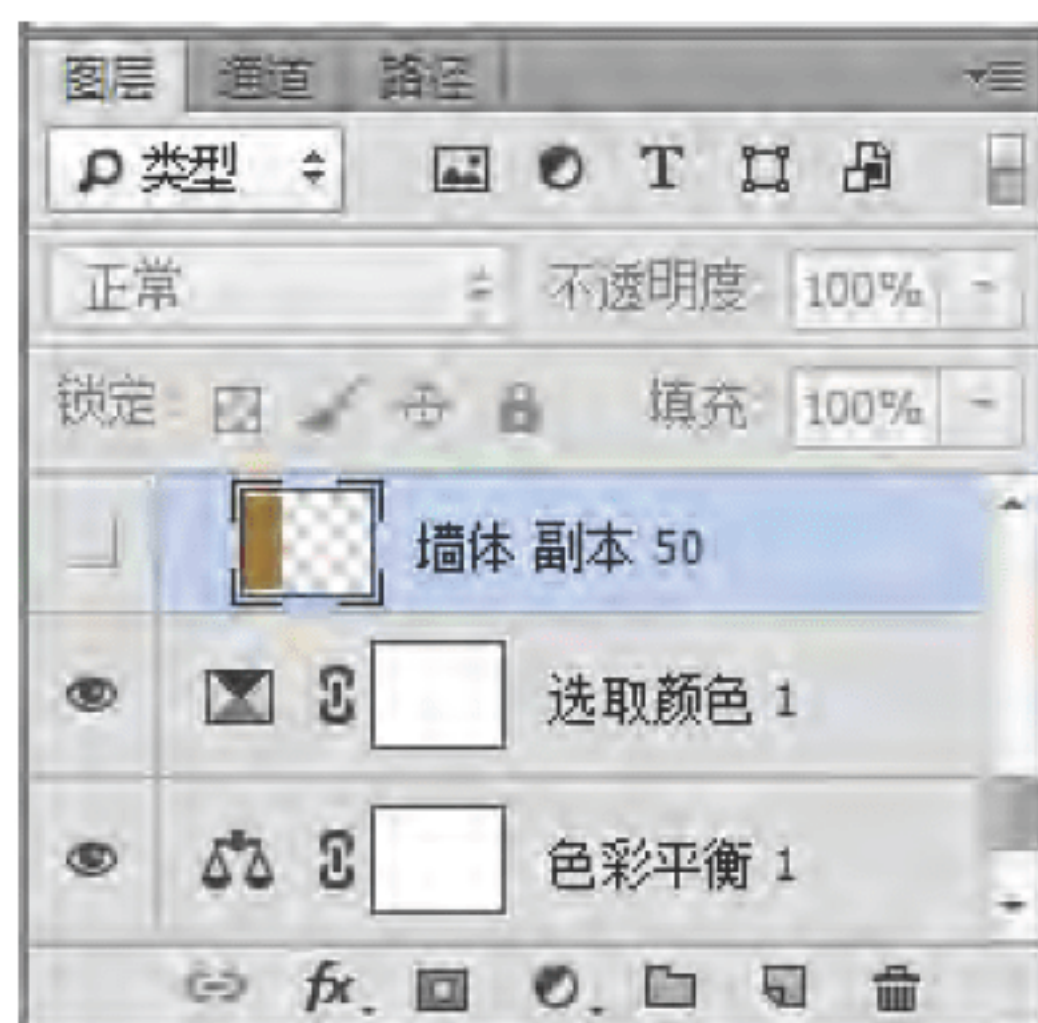 图层 通道 路径
类型 T
正常 不透明度: 100%
锁定: 填充: 100%
墙体 副本 50
选取颜色 1
色彩平衡 1
fx.